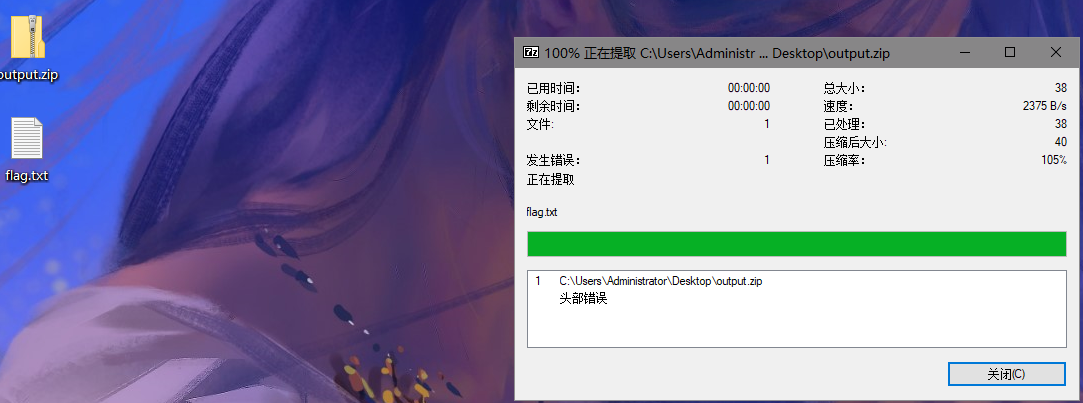 output.zip
flag.txt
7z 100% 正在提取 C:\Users\Administr ... Desktop\output.zip
已用时间: 00:00:00 总大小: 38
剩余时间: 00:00:00 速度: 2375 B/s
文件: 1 已处理: 38
压缩后大小: 40
发生错误: 1 压缩率: 105%
正在提取
flag.txt
1 C:\Users\Administrator\Desktop\output.zip
头部错误
关闭(C)